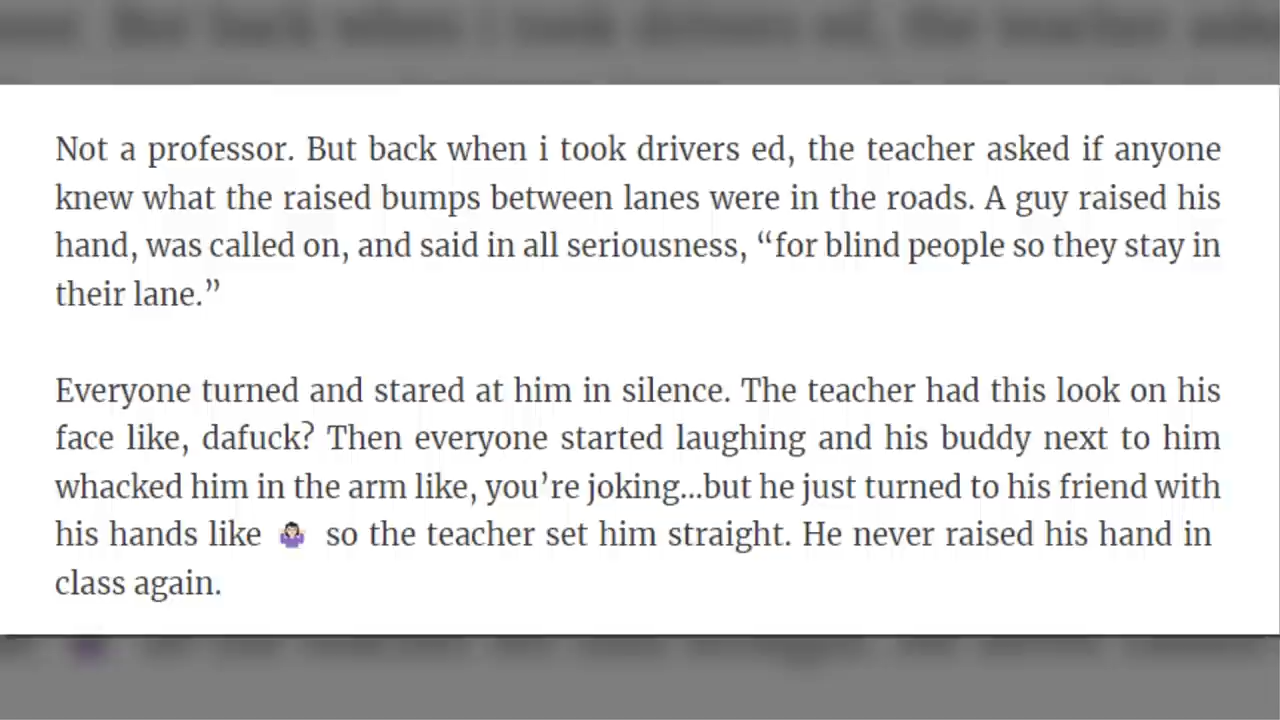 Not a professor. But back when i took drivers ed, the teacher asked if anyone
knew what the raised bumps between lanes were in the roads. A guy raised his
hand, was called on, and said in all seriousness, “for blind people so they stay in
their lane.”
Everyone turned and stared at him in silence. The teacher had this look on his
face like, dafuck? Then everyone started laughing and his buddy next to him
whacked him in the arm like, you’re joking...but he just turned to his friend with
his hands like 🤷🏻‍♀️ so the teacher set him straight. He never raised his hand in
class again.